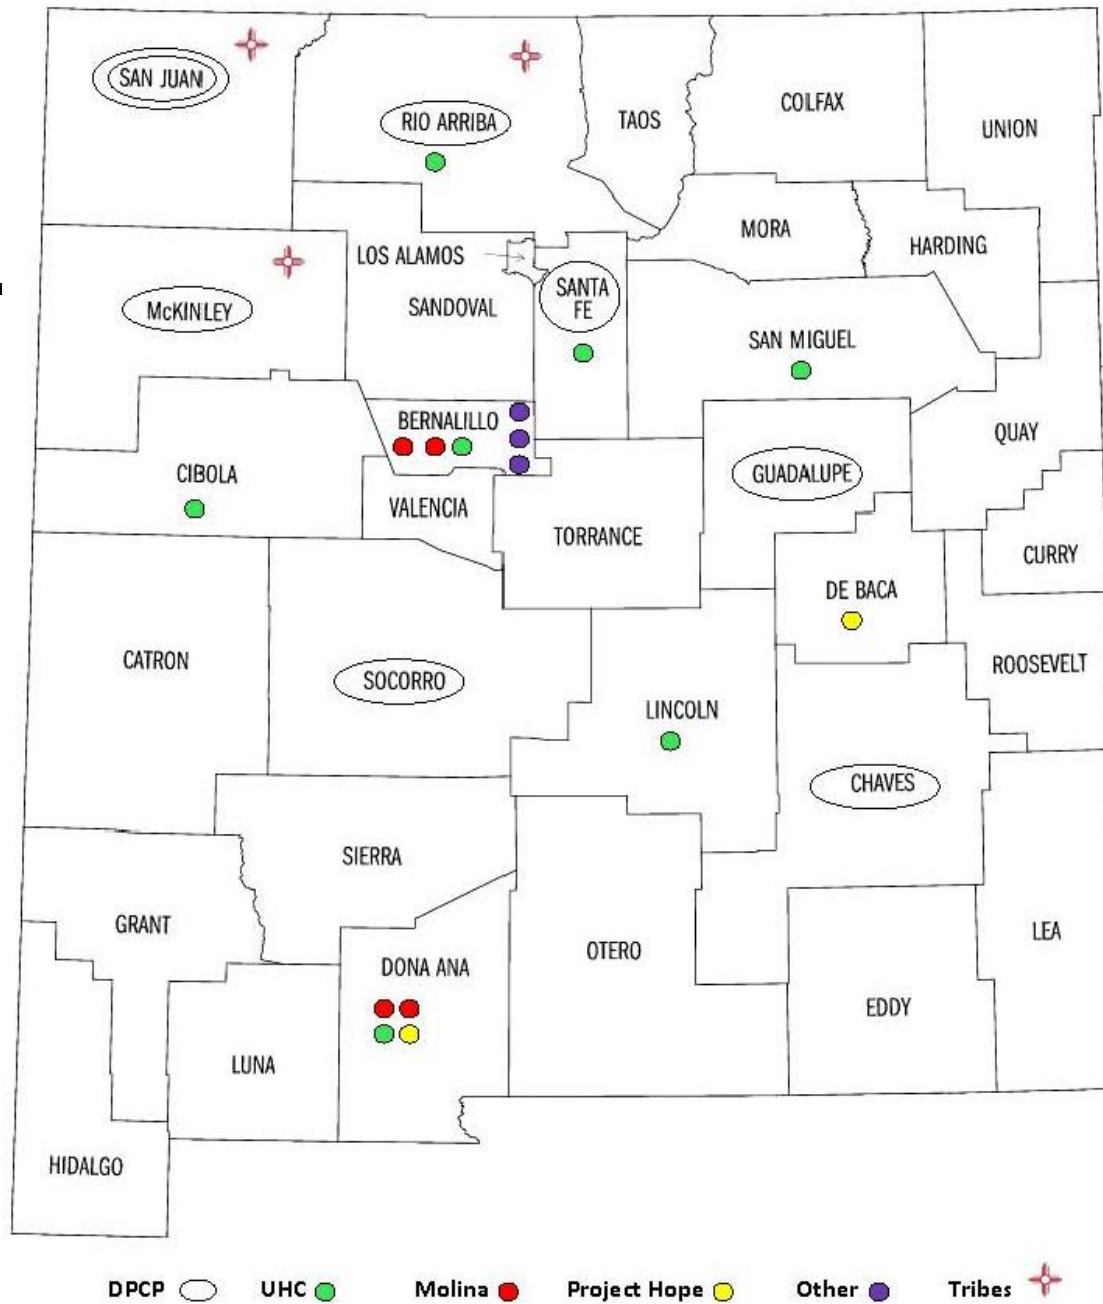 SAN JUAN
RIO ARRIBA
TAOS
COLFAX
UNION
MORA
HARDING
LOS ALAMOS
SANDOVAL
SANTA
FE
McKINLEY
SAN MIGUEL
BERNALILLO
QUAY
CIBOLA
GUADALUPE
VALENCIA
TORRANCE
CURRY
DE BACA
CATRON
SOCORRO
ROOSEVELT
LINCOLN
CHAVES
SIERRA
GRANT
LEA
DONA ANA
OTERO
EDDY
LUNA
HIDALGO
DPCP UHC Molina Project Hope Other Tribes